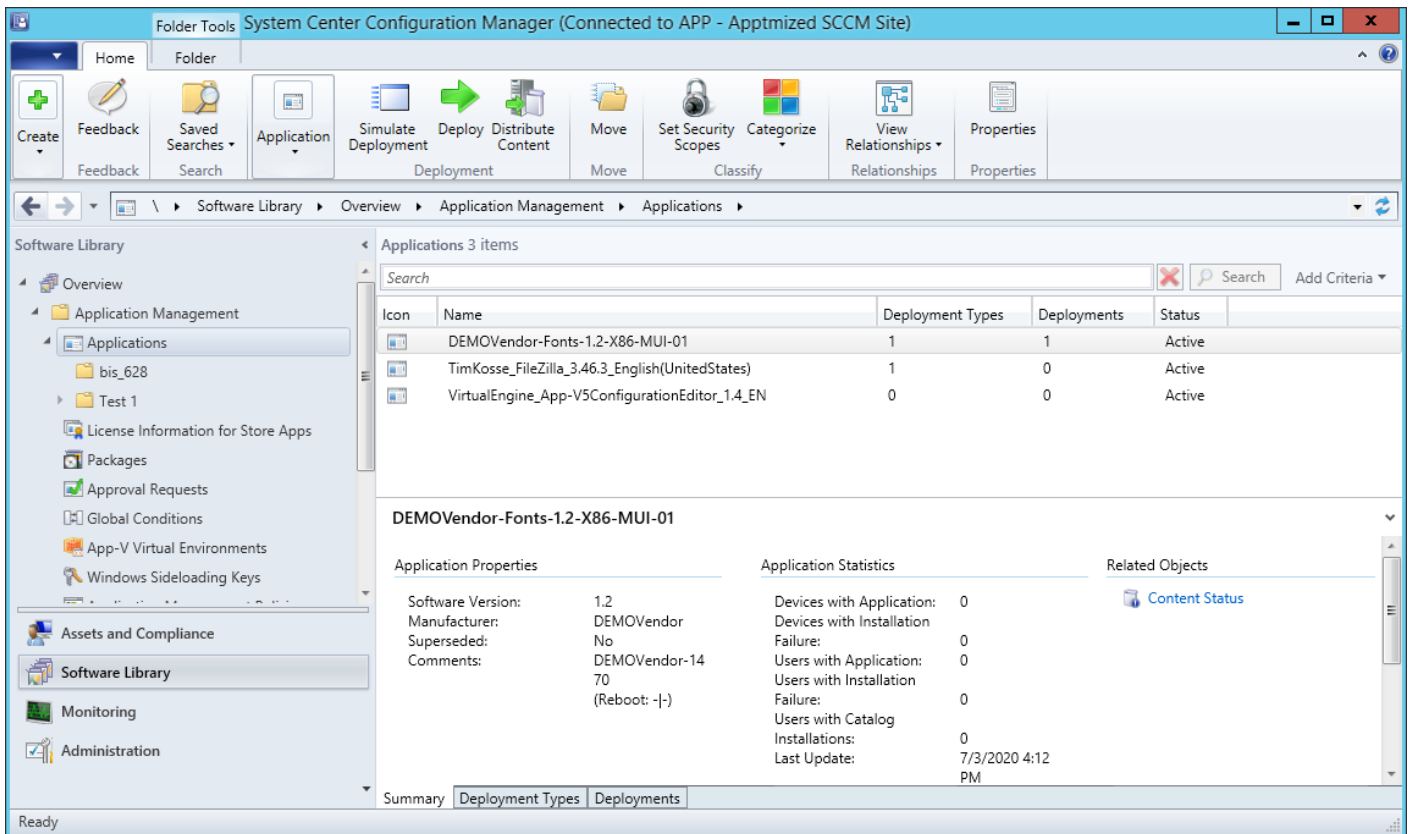 Folder Tools System Center Configuration Manager (Connected to APP - Apptmized SCCM Site)
Home Folder
Create Feedback Saved Searches Application Simulate Deployment Deploy Distribute Content Move Set Security Scopes Categorize View Relationships Properties
Feedback Search Deployment Move Classify Relationships Properties
\ Software Library Overview Application Management Applications
Software Library
Overview
Application Management
Applications
bis_628
Test 1
License Information for Store Apps
Packages
Approval Requests
Global Conditions
App-V Virtual Environments
Windows Sideloading Keys
Assets and Compliance
Software Library
Monitoring
Administration
Applications 3 items
Search Search Add Criteria
Icon Name Deployment Types Deployments Status
DEMOVendor-Fonts-1.2-X86-MUI-01 1 1 Active
TimKosse_FileZilla_3.46.3_English(UnitedStates) 1 0 Active
VirtualEngine_App-V5ConfigurationEditor_1.4_EN 0 0 Active
DEMOVendor-Fonts-1.2-X86-MUI-01
Application Properties
Software Version: 1.2
Manufacturer: DEMOVendor
Superseded: No
Comments: DEMOVendor-14
70
(Reboot: -|-)
Application Statistics
Devices with Application: 0
Devices with Installation
Failure: 0
Users with Application: 0
Users with Installation
Failure: 0
Users with Catalog
Installations: 0
Last Update: 7/3/2020 4:12
PM
Related Objects
Content Status
Summary Deployment Types Deployments
Ready